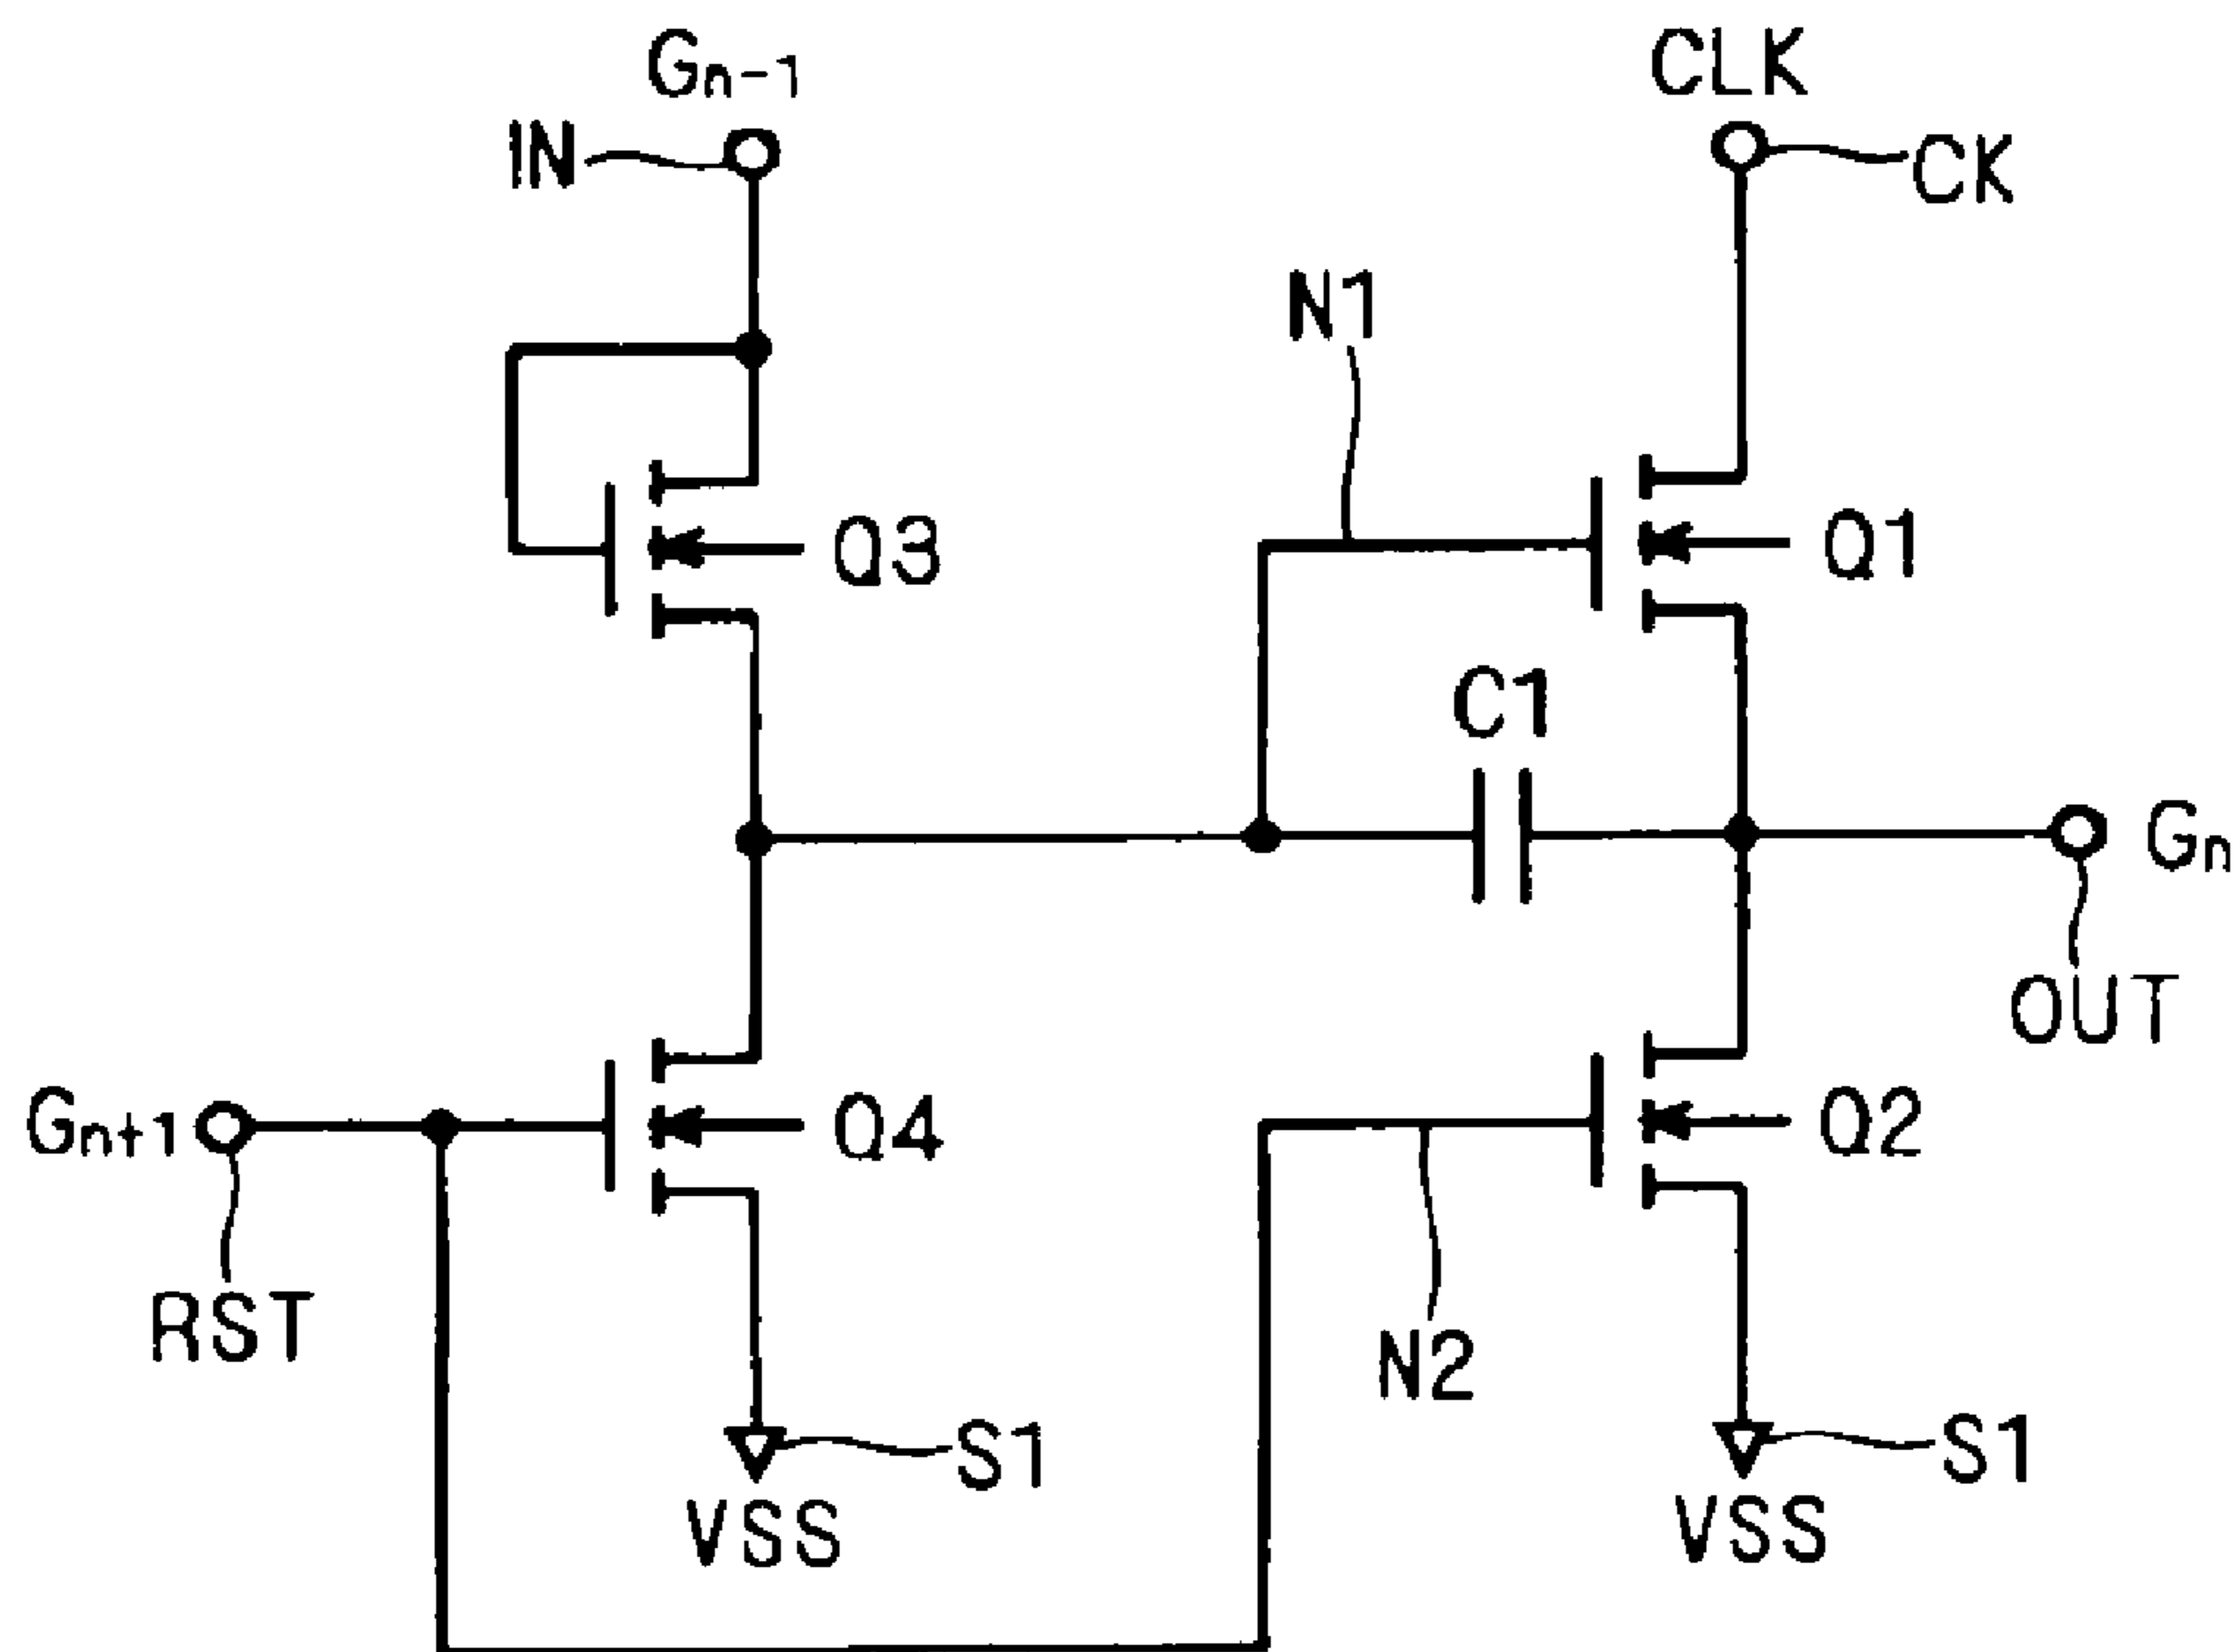 Gn-1
CLK
IN
CK
N1
Q3
Q1
C1
Gn
OUT
Gn+1
Q4
Q2
RST
N2
S1
S1
VSS
VSS